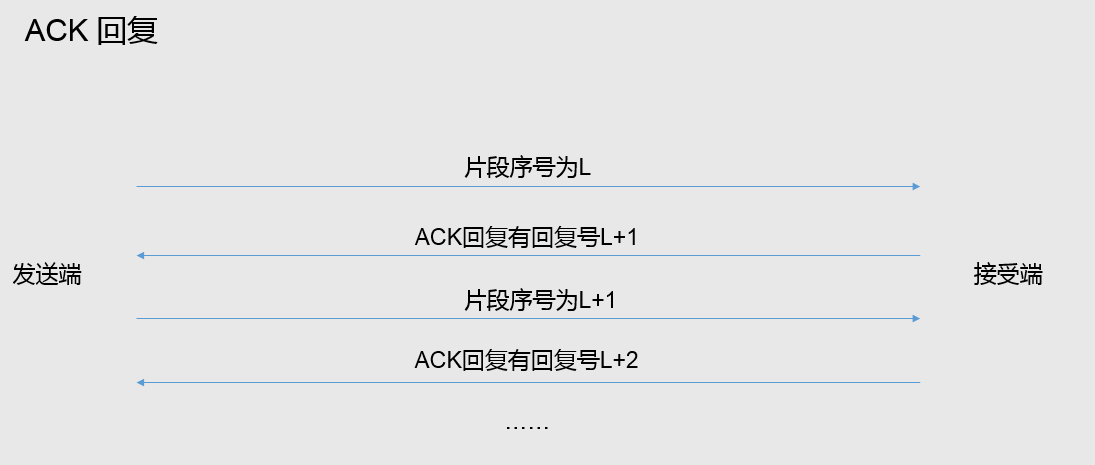 ACK 回复
片段序号为L
ACK回复有回复号L+1
发送端
接受端
片段序号为L+1
ACK回复有回复号L+2
……